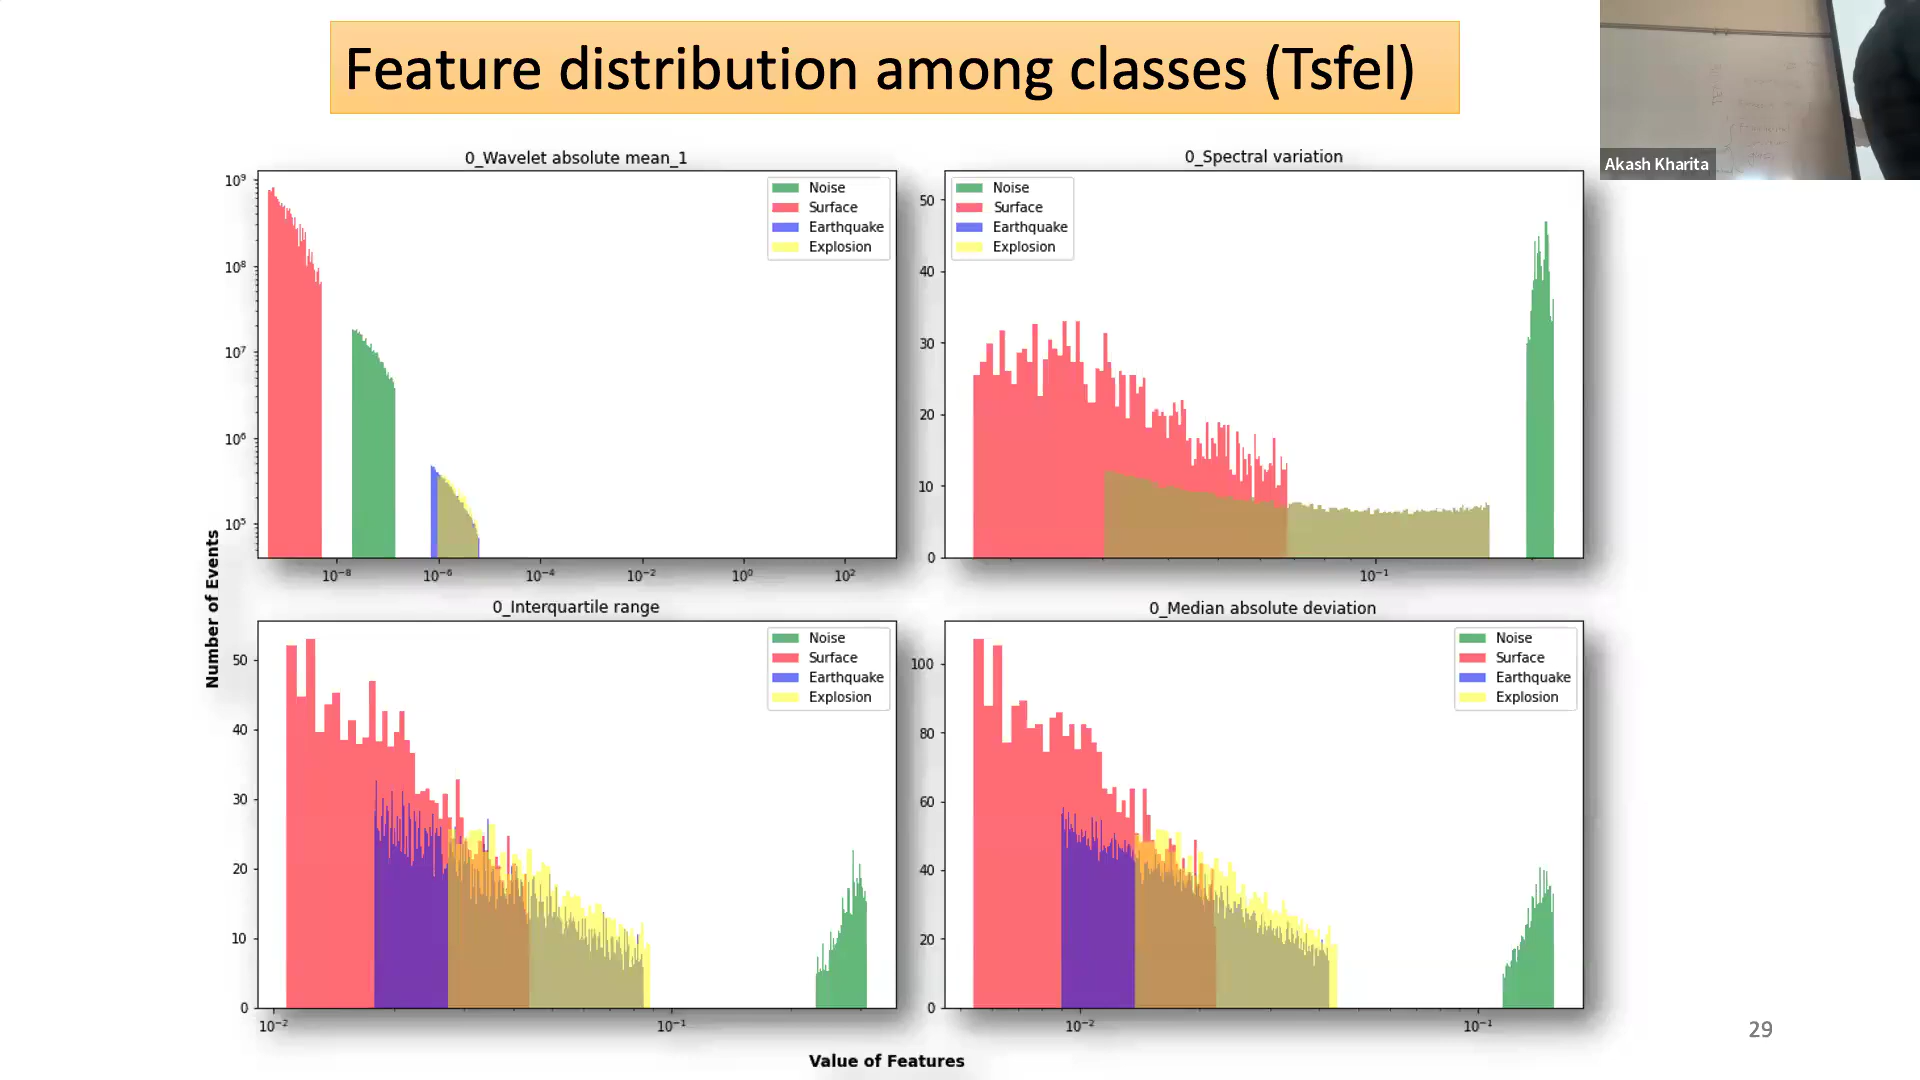 Feature distribution among classes (Tsfel)
Akash Kharita
0_Wavelet absolute mean_1
10⁹
10⁸
10⁷
10⁶
10⁵
10⁻⁸
10⁻⁶
10⁻⁴
10⁻²
10⁰
10²
Noise
Surface
Earthquake
Explosion
0_Spectral variation
50
40
30
20
10
0
10⁻¹
Noise
Surface
Earthquake
Explosion
Number of Events
0_Interquartile range
50
40
30
20
10
0
10⁻²
10⁻¹
Noise
Surface
Earthquake
Explosion
0_Median absolute deviation
100
80
60
40
20
0
10⁻²
10⁻¹
Noise
Surface
Earthquake
Explosion
Value of Features
29